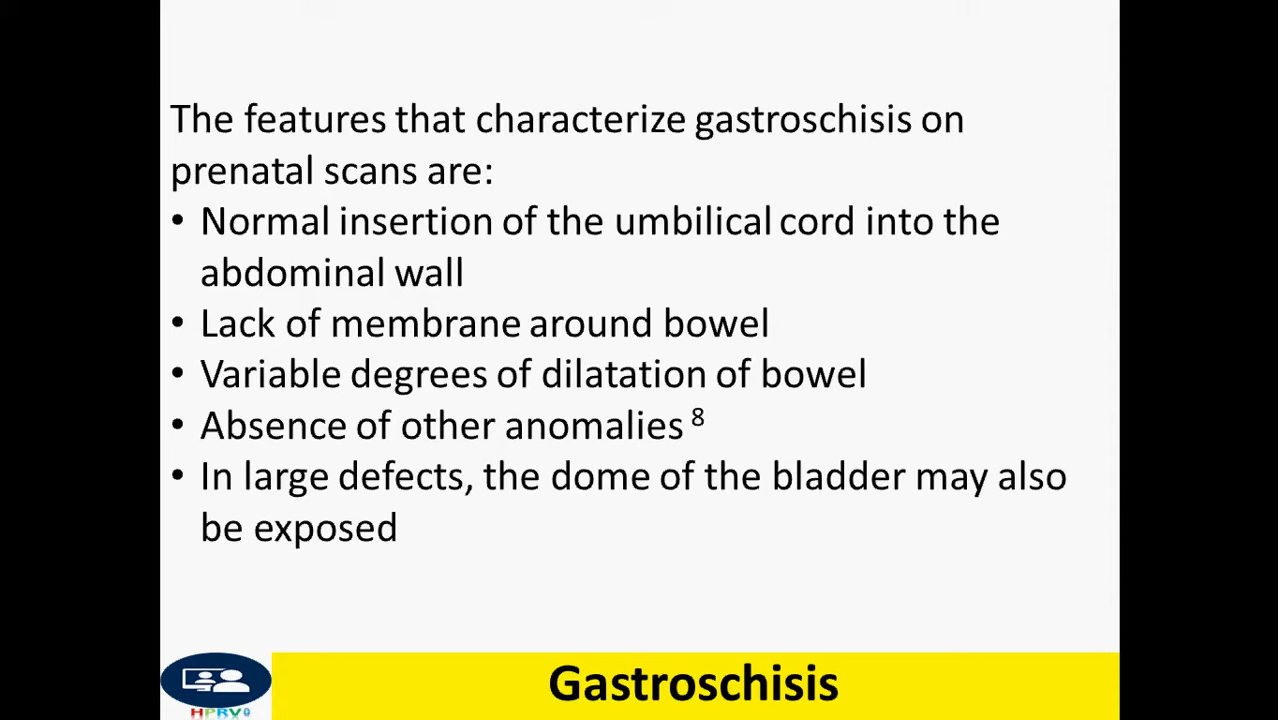 The features that characterize gastroschisis on
prenatal scans are:
• Normal insertion of the umbilical cord into the
abdominal wall
• Lack of membrane around bowel
• Variable degrees of dilatation of bowel
• Absence of other anomalies 8
• In large defects, the dome of the bladder may also
be exposed
Gastroschisis